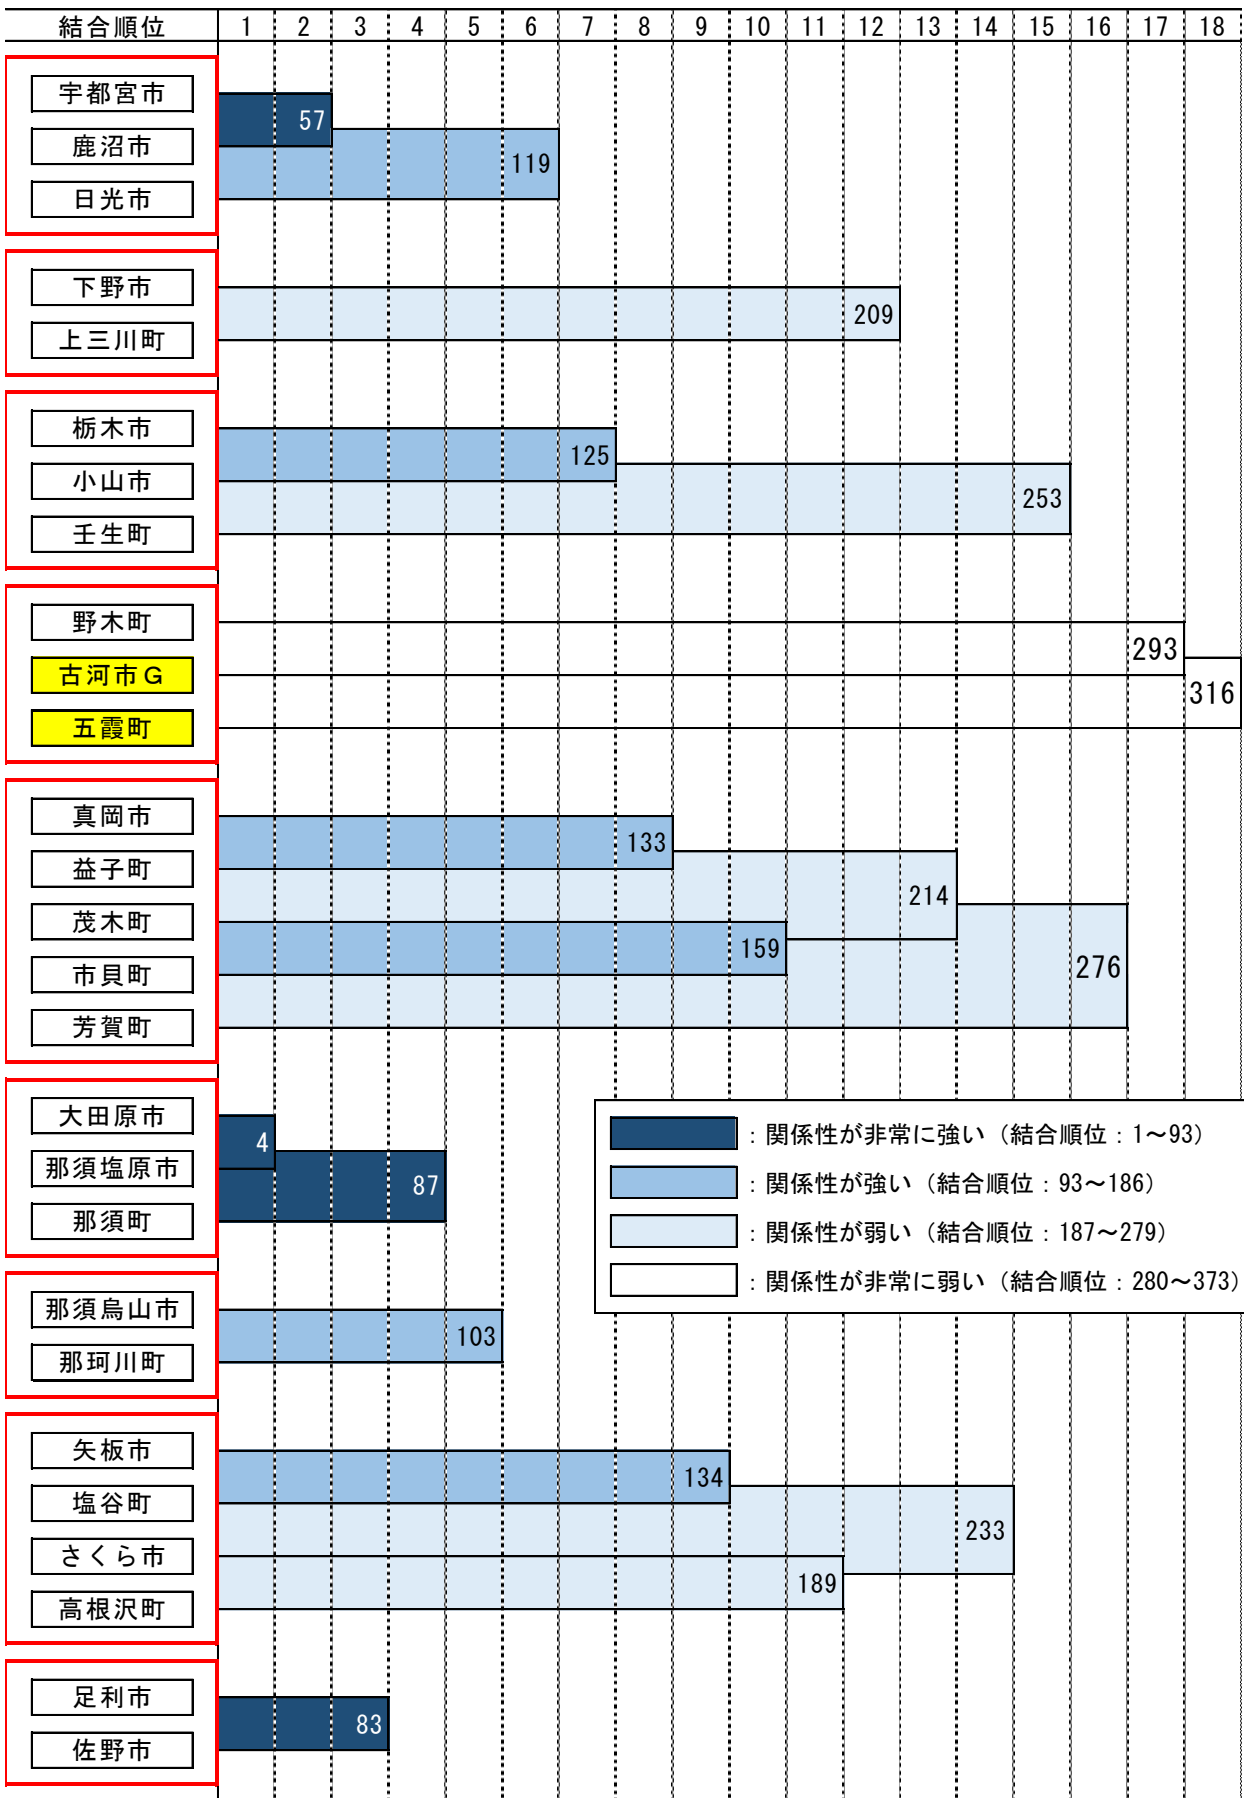 結合順位 1 2 3 4 5 6 7 8 9 10 11 12 13 14 15 16 17 18
宇都宮市
57
鹿沼市
119
日光市
下野市
209
上三川町
栃木市
125
小山市
253
壬生町
野木町
293
古河市G
316
五霞町
真岡市
133
益子町
214
茂木町
159
市貝町
276
芳賀町
大田原市
4
那須塩原市
87
那須町
:関係性が非常に強い(結合順位:1～93)
:関係性が強い(結合順位:93～186)
:関係性が弱い(結合順位:187～279)
:関係性が非常に弱い(結合順位:280～373)
那須烏山市
103
那珂川町
矢板市
134
塩谷町
233
さくら市
189
高根沢町
足利市
83
佐野市